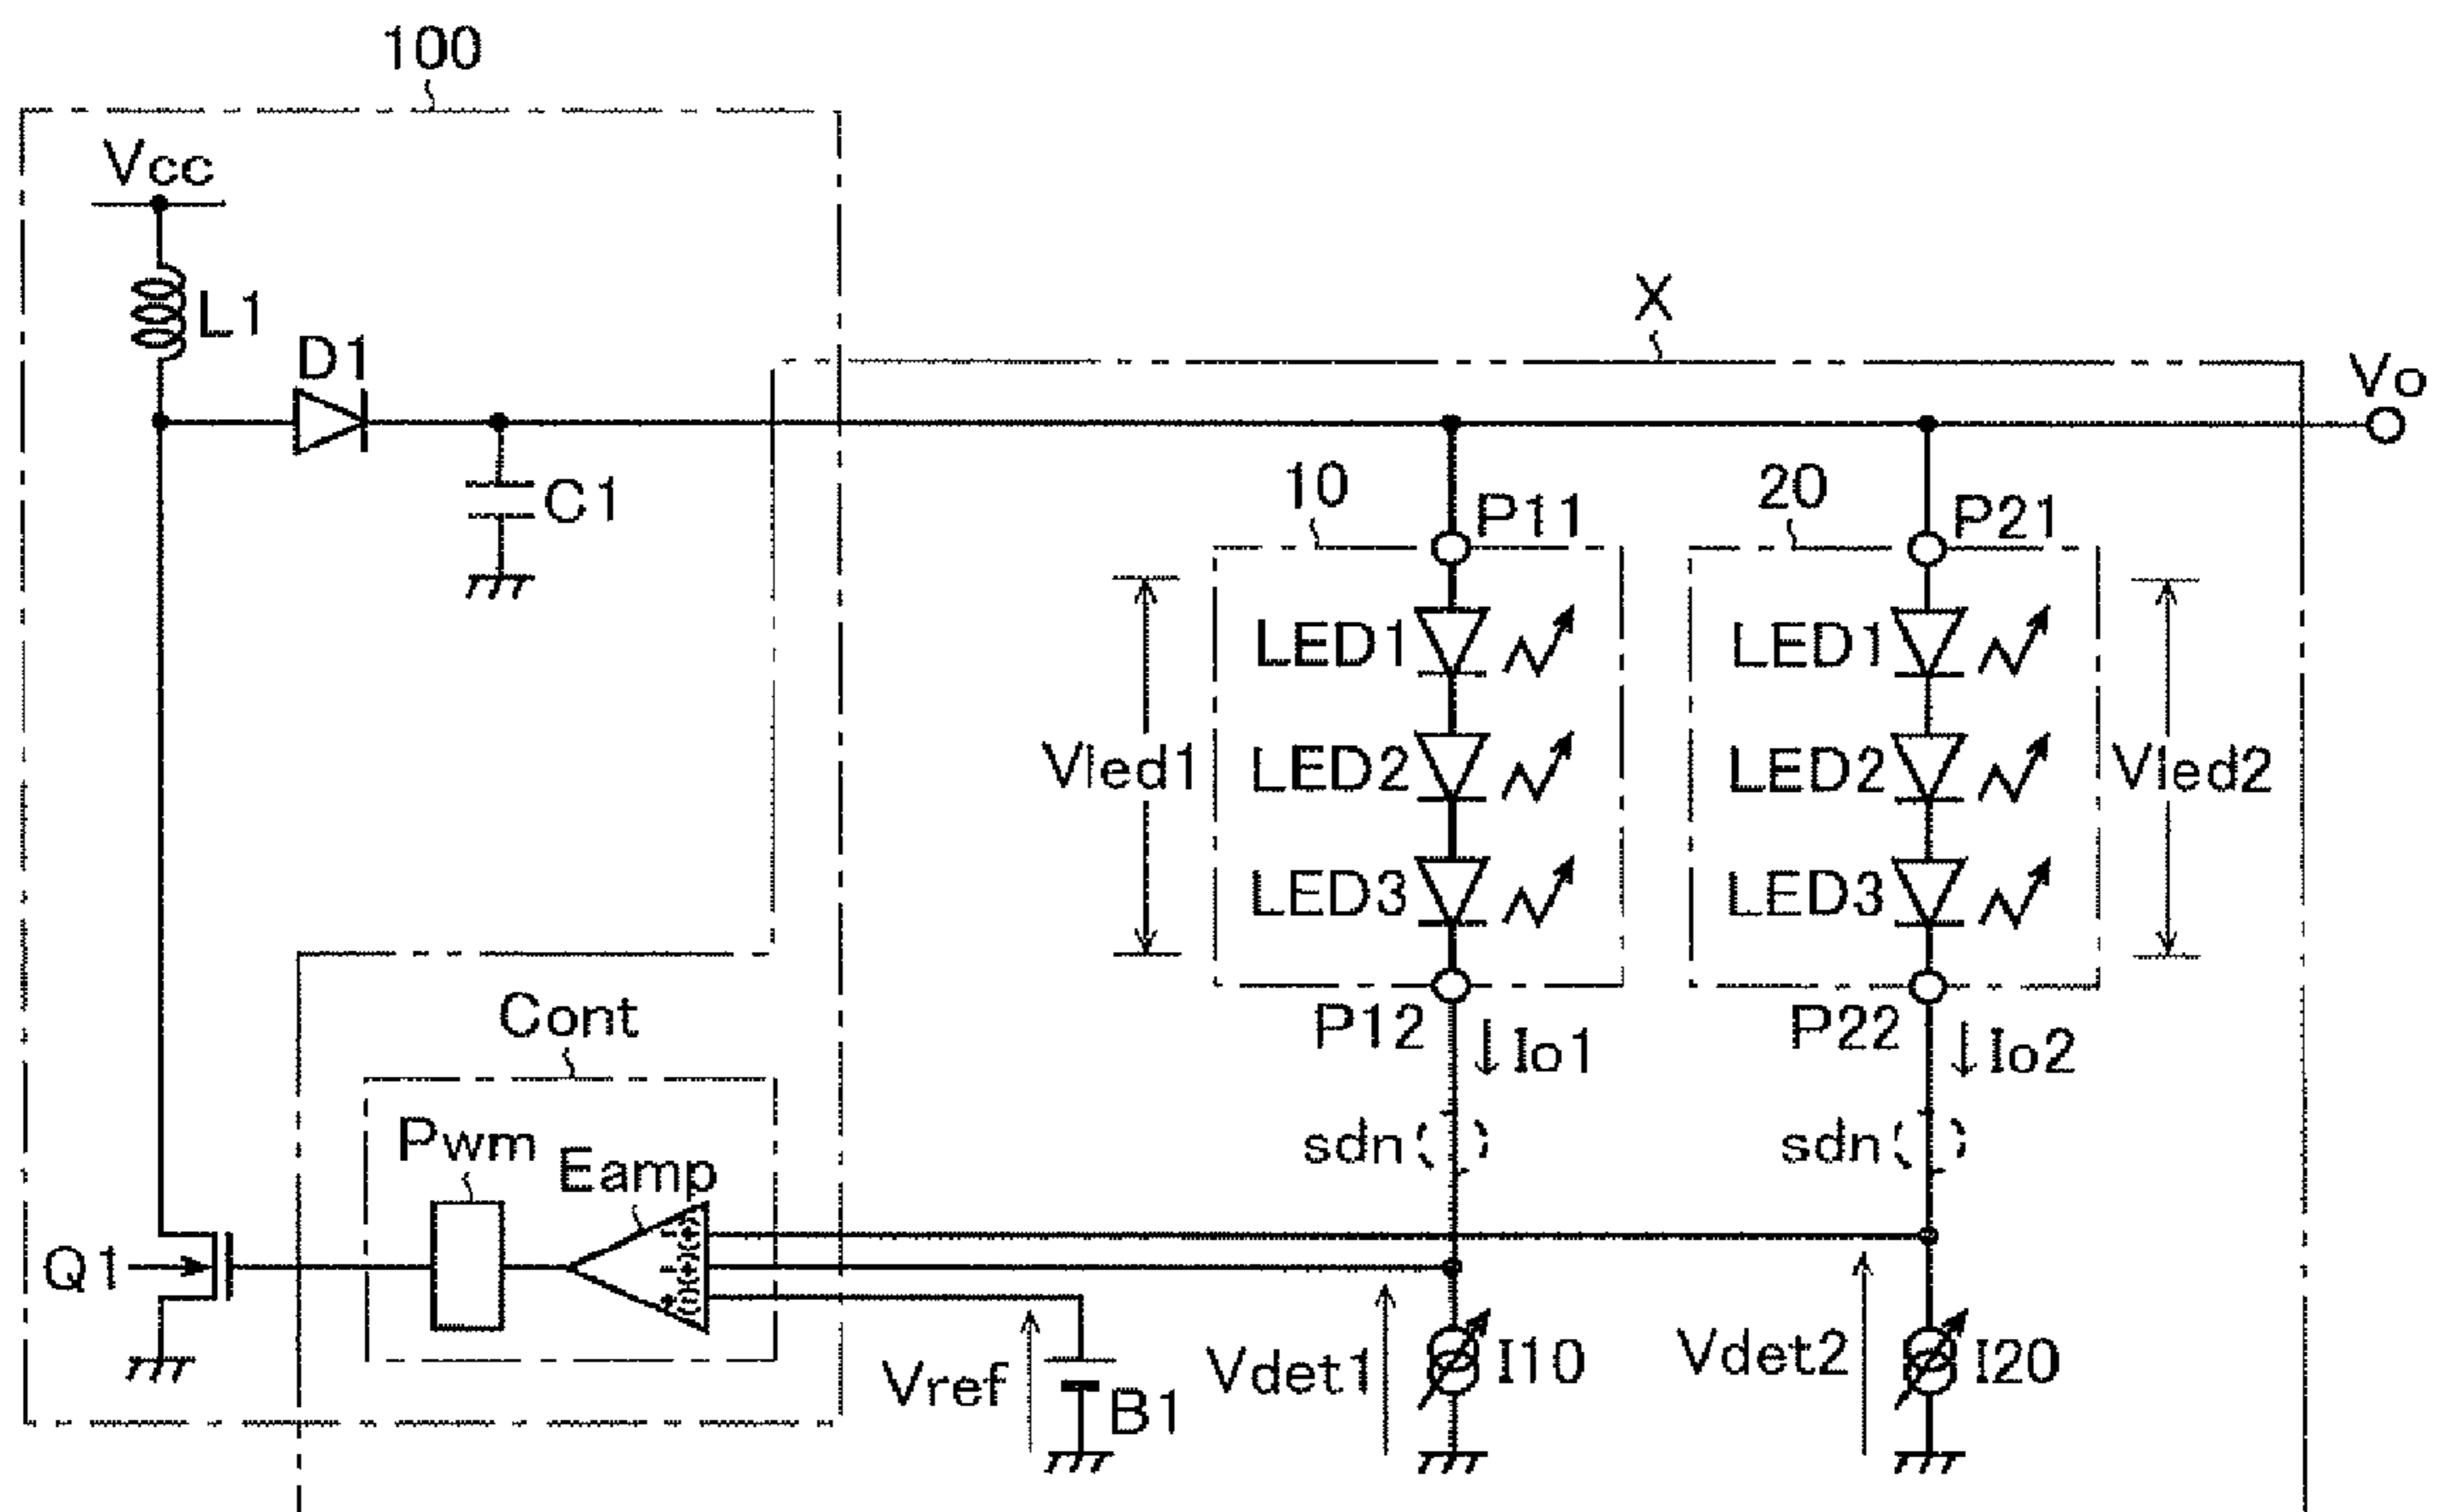 100
Vcc
L1
D1
C1
X
Vo
10
P11
20
P21
LED1
LED2
LED3
Vled1
LED1
LED2
LED3
Vled2
P12
Io1
P22
Io2
sdn
sdn
Cont
Pwm
Eamp
Q1
Vref
B1
Vdet1
I10
Vdet2
I20